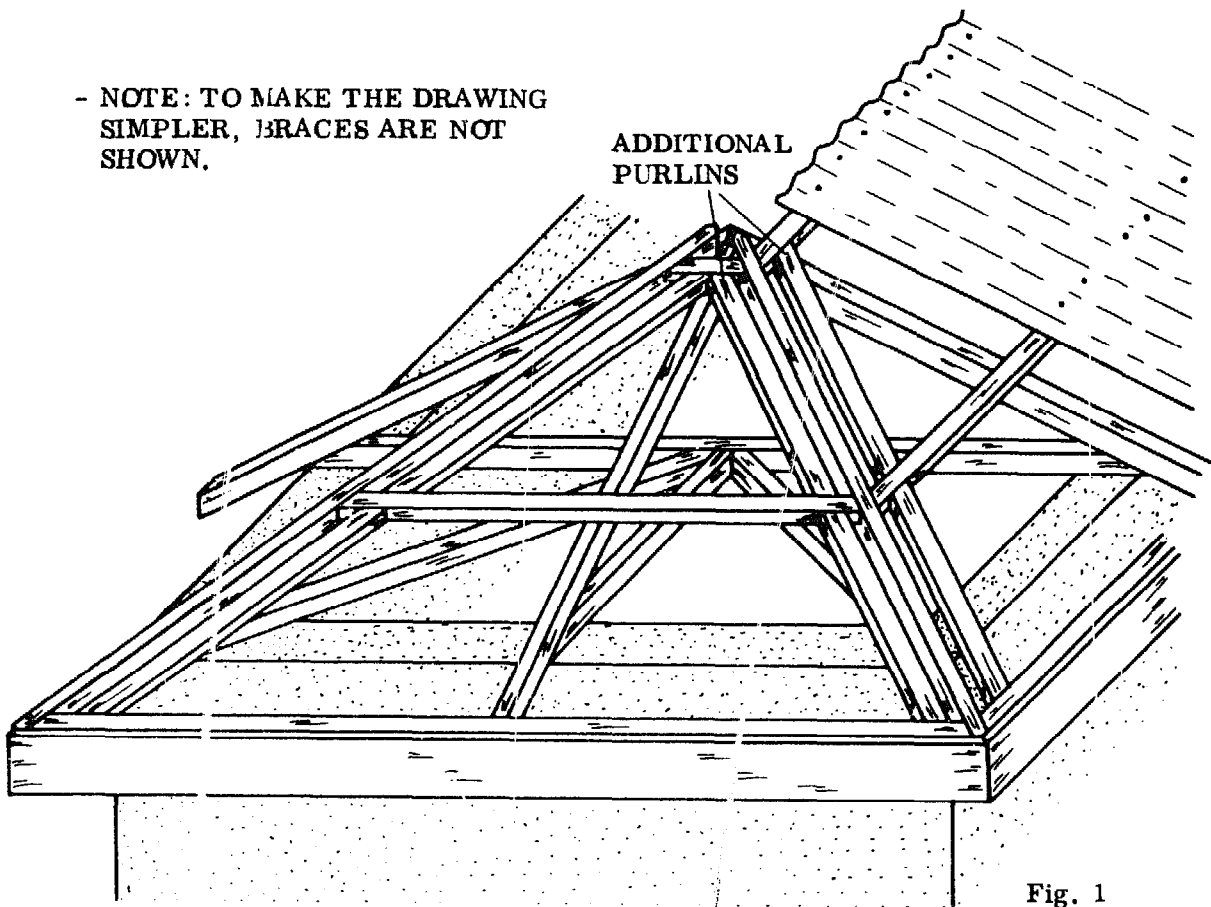 - NOTE: TO MAKE THE DRAWING
SIMPLER, BRACES ARE NOT
SHOWN.
ADDITIONAL
PURLINS
Fig. 1